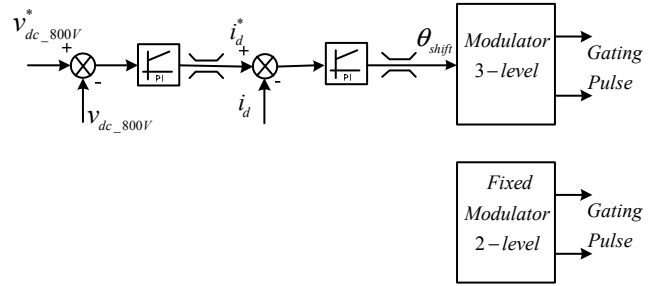 v*dc_800V
+
-
vdc_800V
PI
i*d
+
-
id
PI
θshift
Modulator
3-level
Gating
Pulse
Fixed
Modulator
2-level
Gating
Pulse